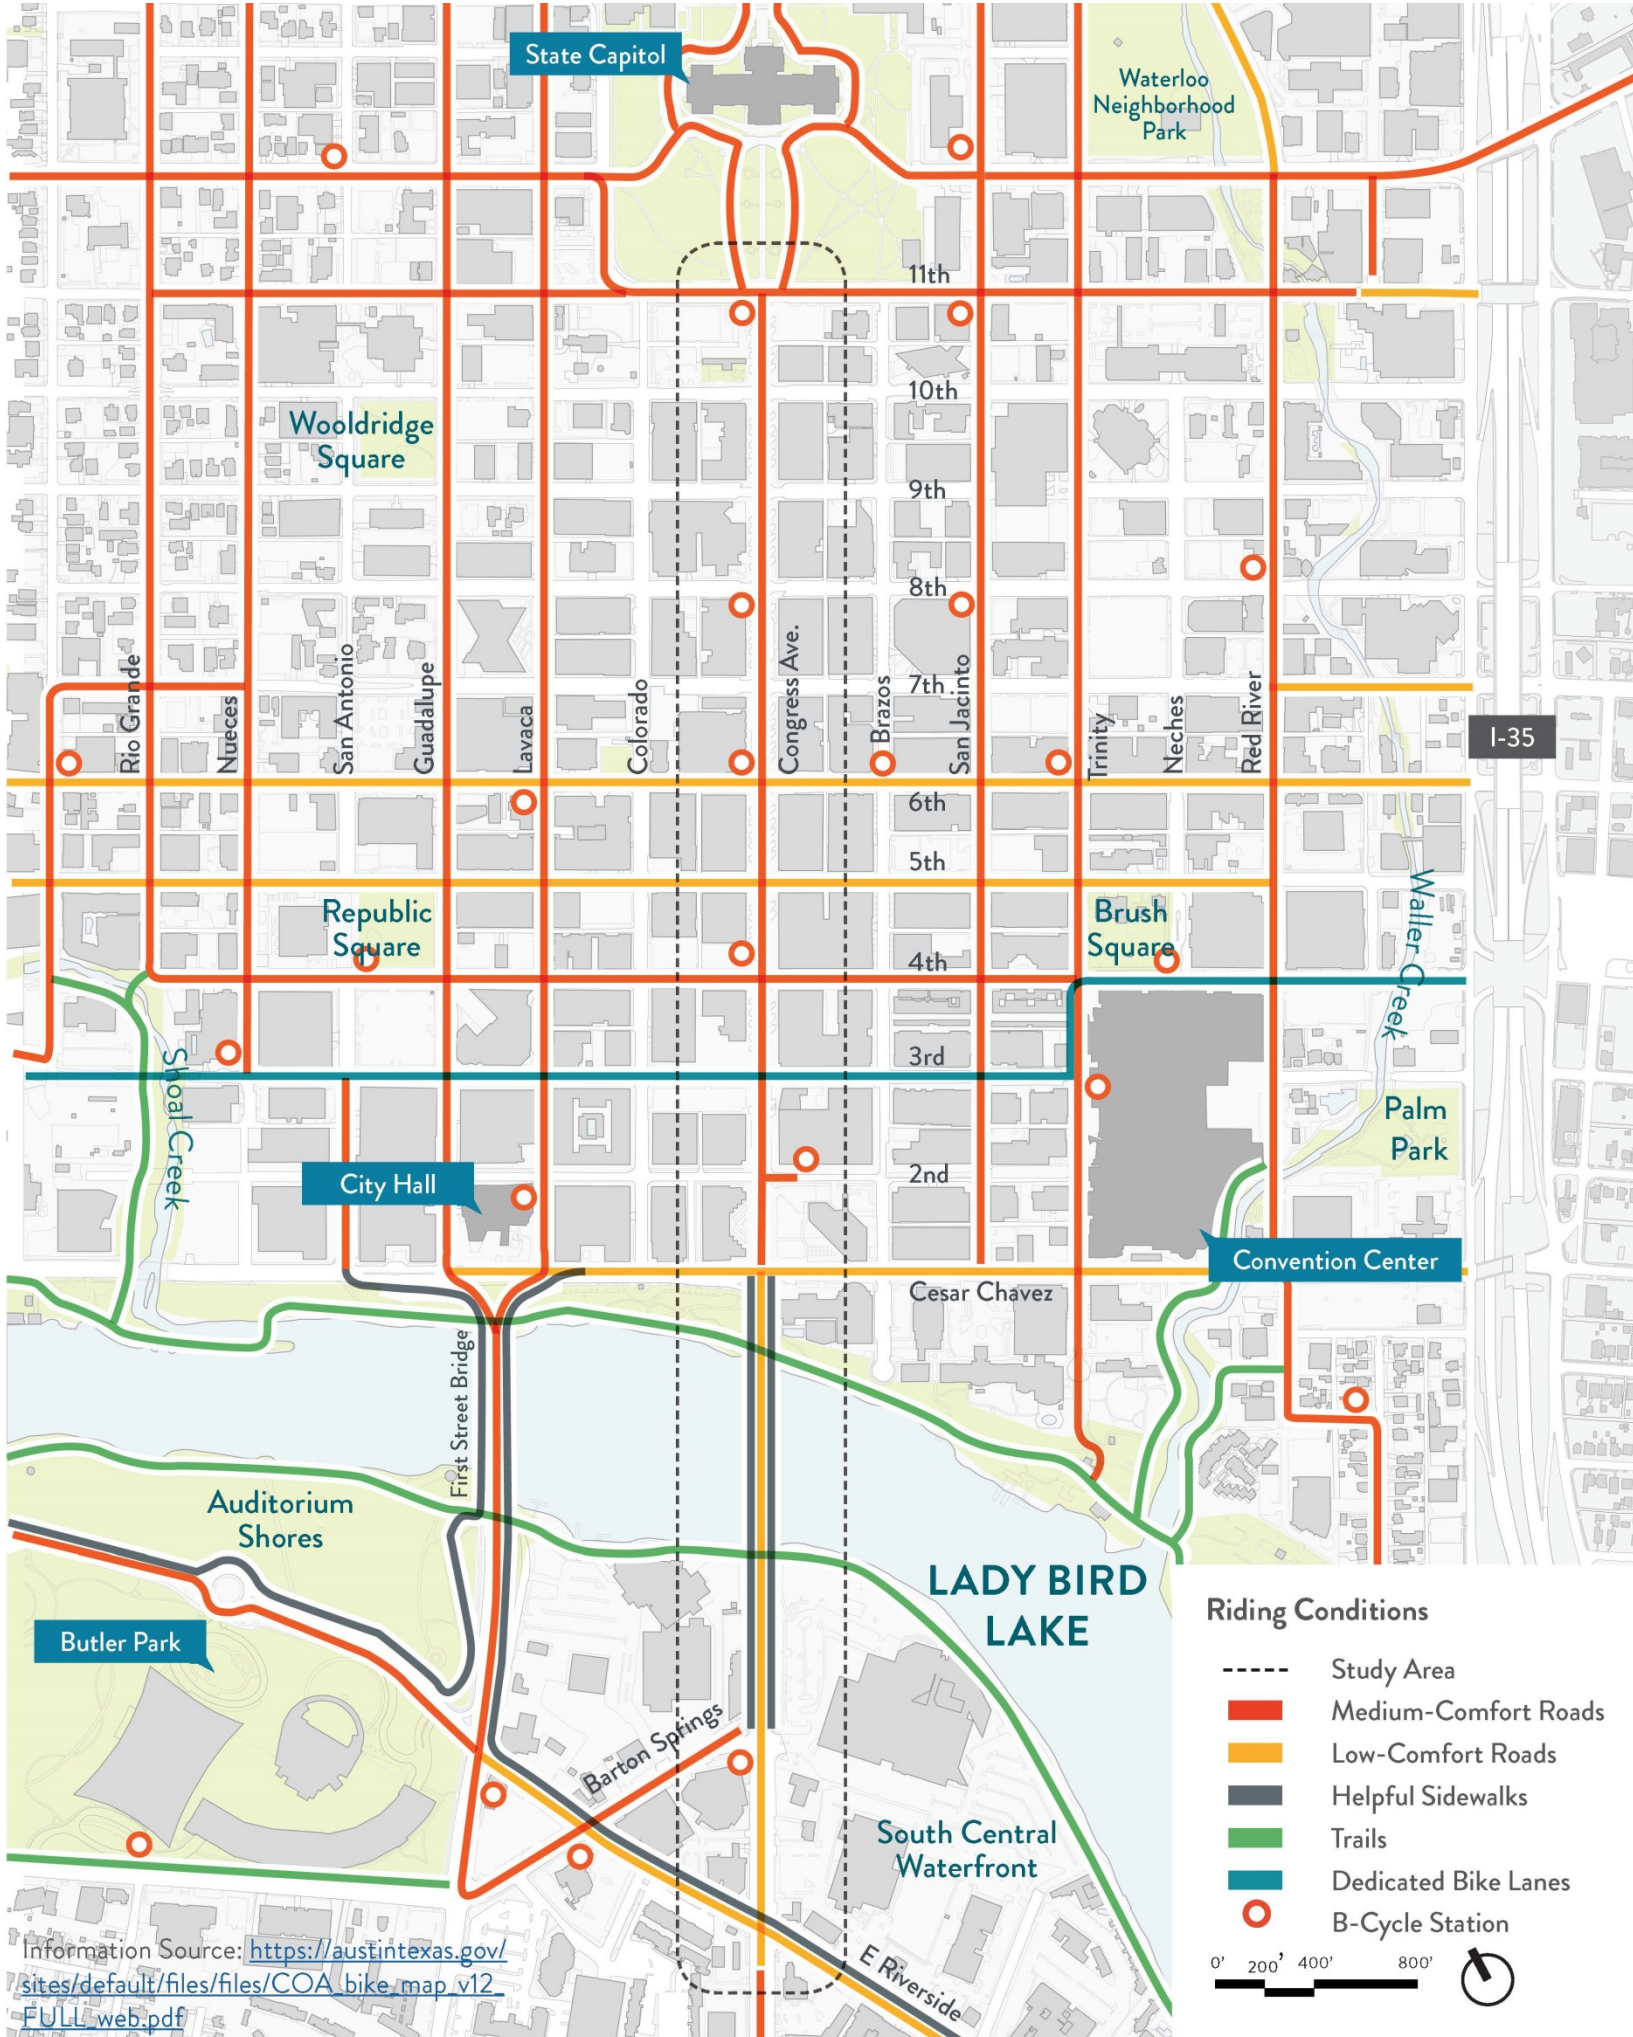 State Capitol
Waterloo
Neighborhood
Park
11th
10th
Wooldridge
Square
9th
8th
7th
Rio Grande
Nueces
San Antonio
Guadalupe
Lavaca
Colorado
Congress Ave.
Brazos
San Jacinto
Trinity
Neches
Red River
I-35
6th
5th
Republic
Square
Brush
Square
4th
Waller Creek
3rd
Shoal Creek
Palm
Park
City Hall
2nd
Convention Center
Cesar Chavez
First Street Bridge
Auditorium
Shores
LADY BIRD
LAKE
Butler Park
Barton Springs
South Central
Waterfront
E Riverside
Riding Conditions
Study Area
Medium-Comfort Roads
Low-Comfort Roads
Helpful Sidewalks
Trails
Dedicated Bike Lanes
B-Cycle Station
0' 200' 400' 800'
Information Source: https://austintexas.gov/
sites/default/files/files/COA_bike_map_v12_
FULL_web.pdf